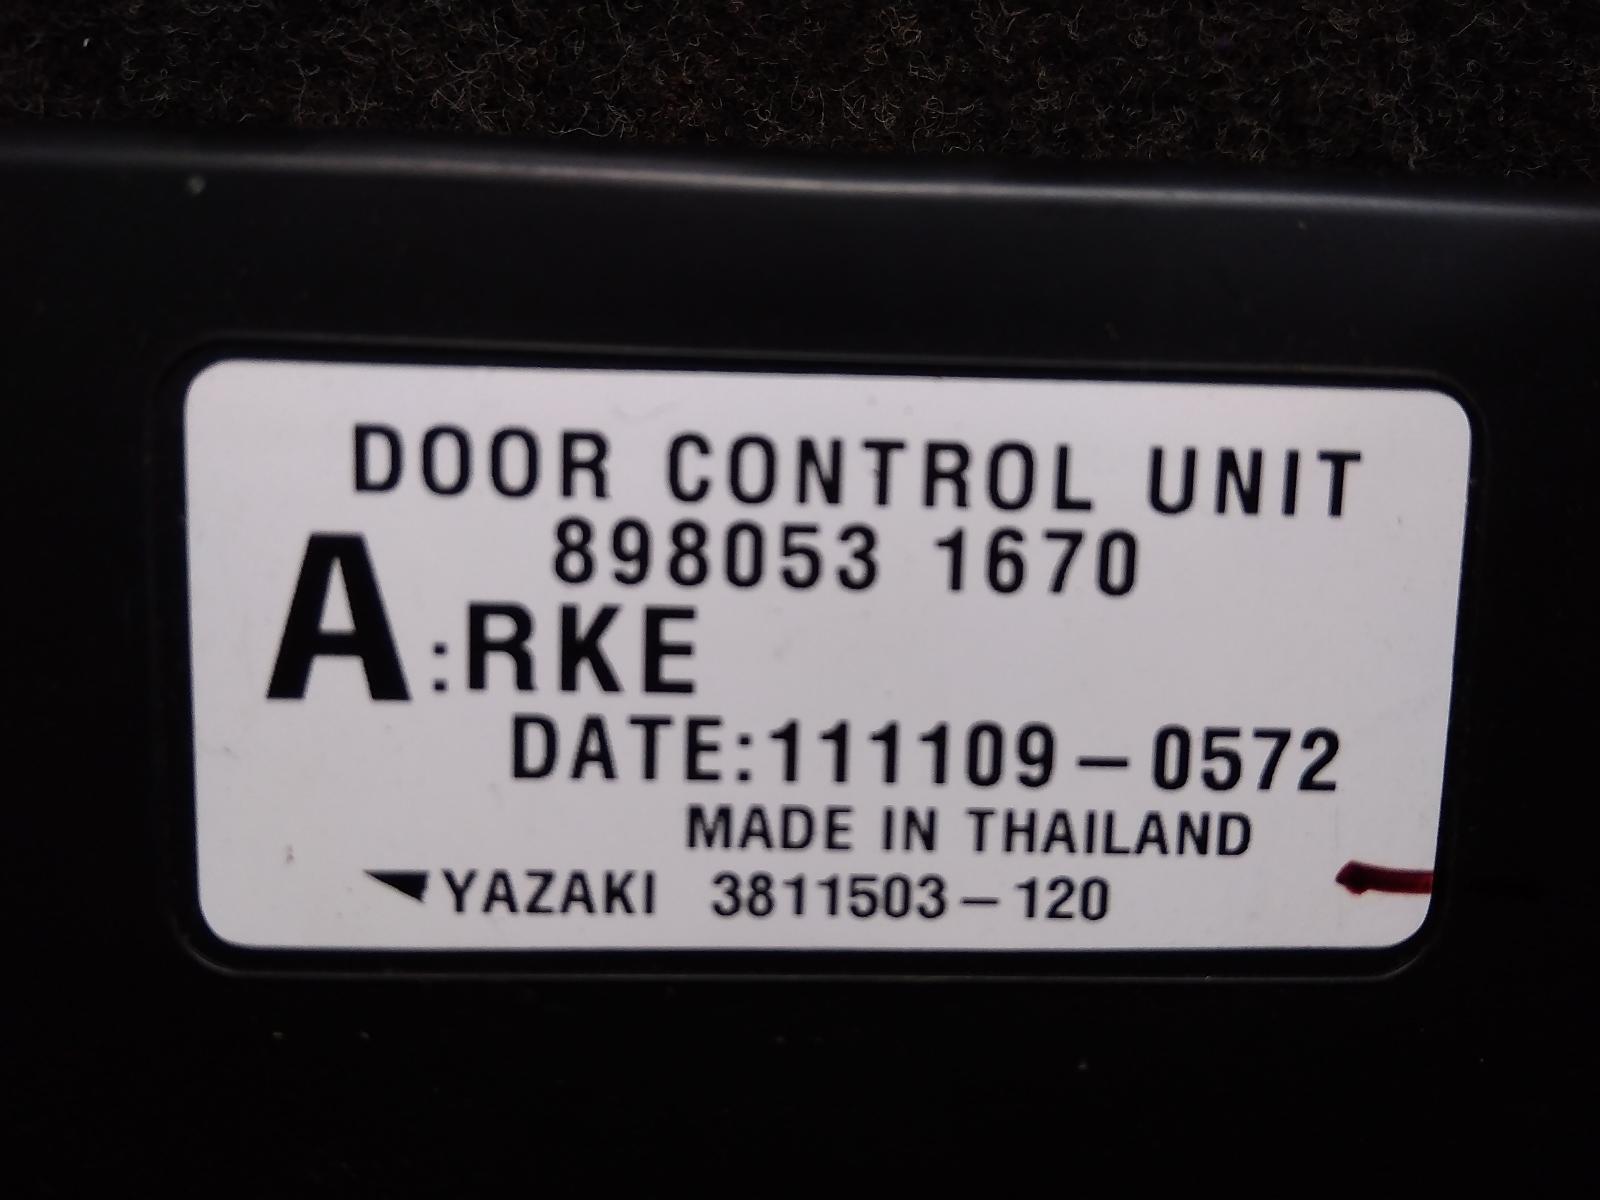 DOOR CONTROL UNIT
898053 1670
A:RKE
DATE:111109-0572
MADE IN THAILAND
YAZAKI 3811503-120